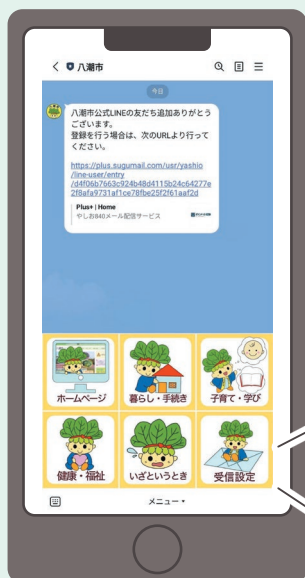 八潮市
今日
八潮市公式LINEの友だち追加ありがとう
ございます。
登録を行う場合は、次のURLより行って
ください。
https://plus.sugumail.com/usr/yashio
/line-user/entry
/d4f06b7663c924b48d4115b24c64277e
2f8afa9731af1ce78fbe25f2f61aaf2d
Plus+ | Home
やしお840メール配信サービス
ホームページ
暮らし・手続き
子育て・学び
健康・福祉
いざというとき
受信設定
メニュー